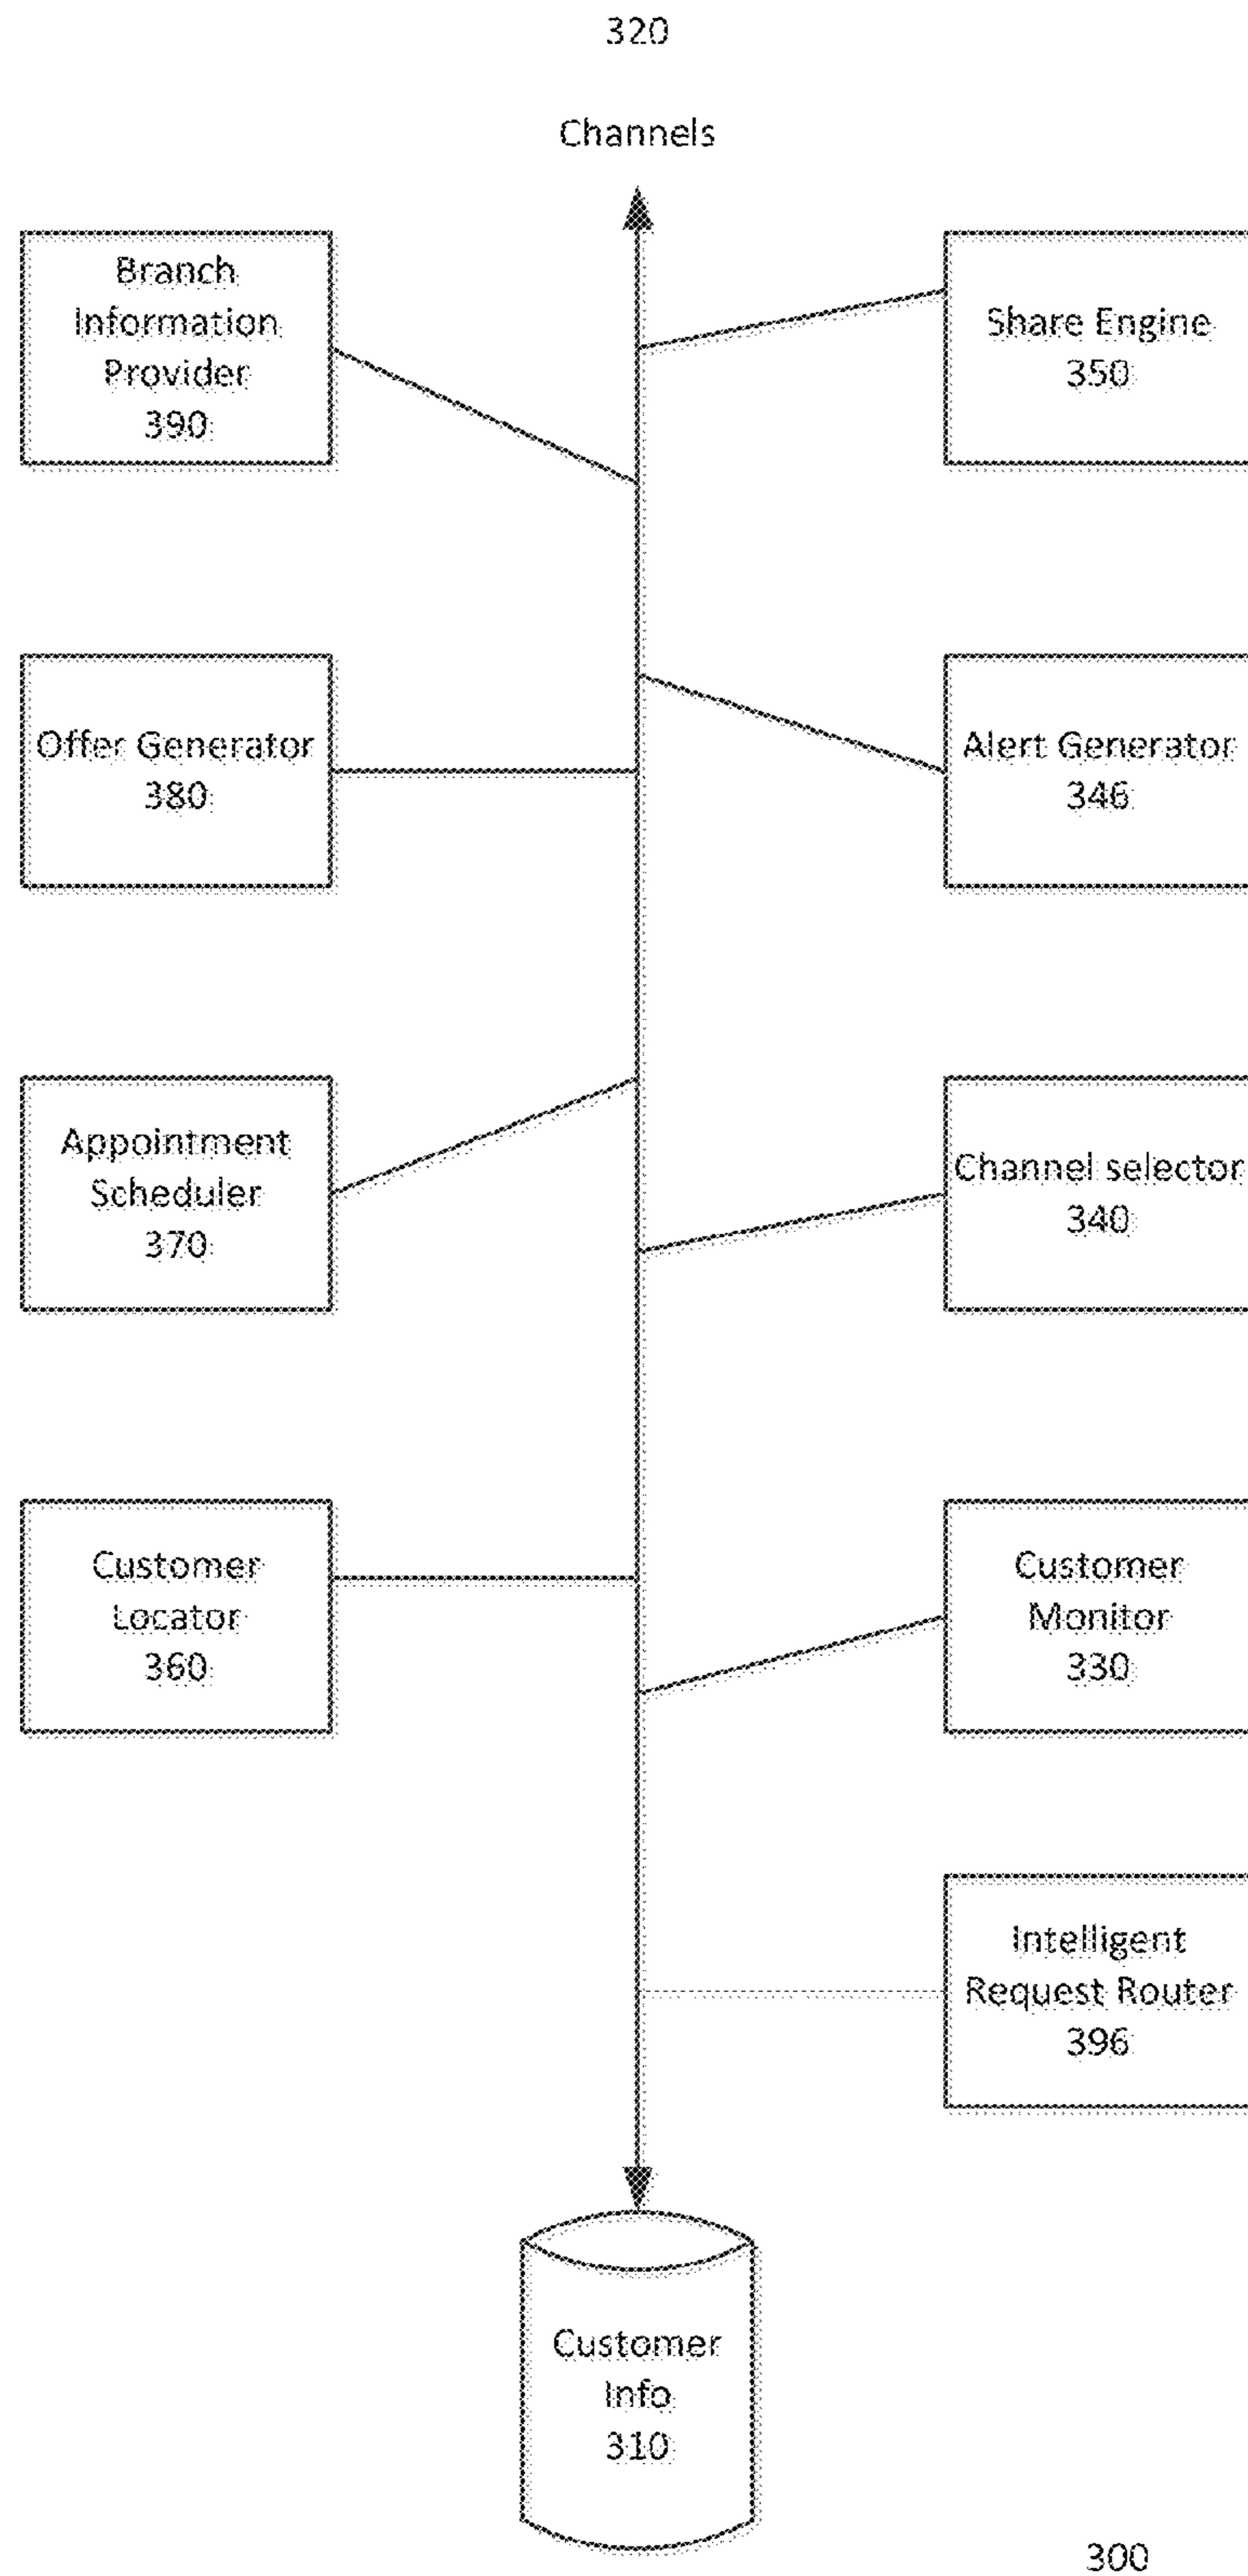 320
Channels
Branch
Information
Provider
390
Share Engine
350
Offer Generator
380
Alert Generator
346
Appointment
Scheduler
370
Channel selector
340
Customer
Locator
360
Customer
Monitor
330
Intelligent
Request Router
396
Customer
Info
310
300